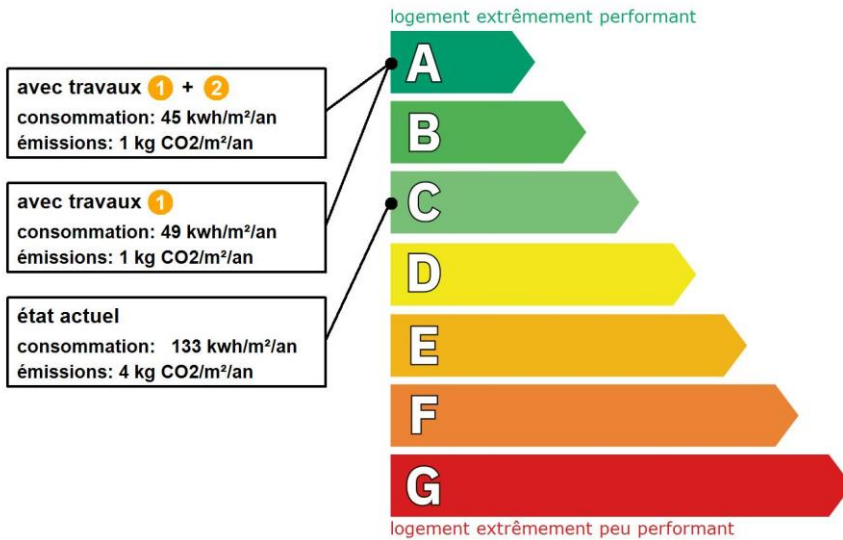 logement extrêmement performant
avec travaux 1 + 2
consommation: 45 kwh/m²/an
émissions: 1 kg CO2/m²/an
avec travaux 1
consommation: 49 kwh/m²/an
émissions: 1 kg CO2/m²/an
état actuel
consommation: 133 kwh/m²/an
émissions: 4 kg CO2/m²/an
A
B
C
D
E
F
G
logement extrêmement peu performant